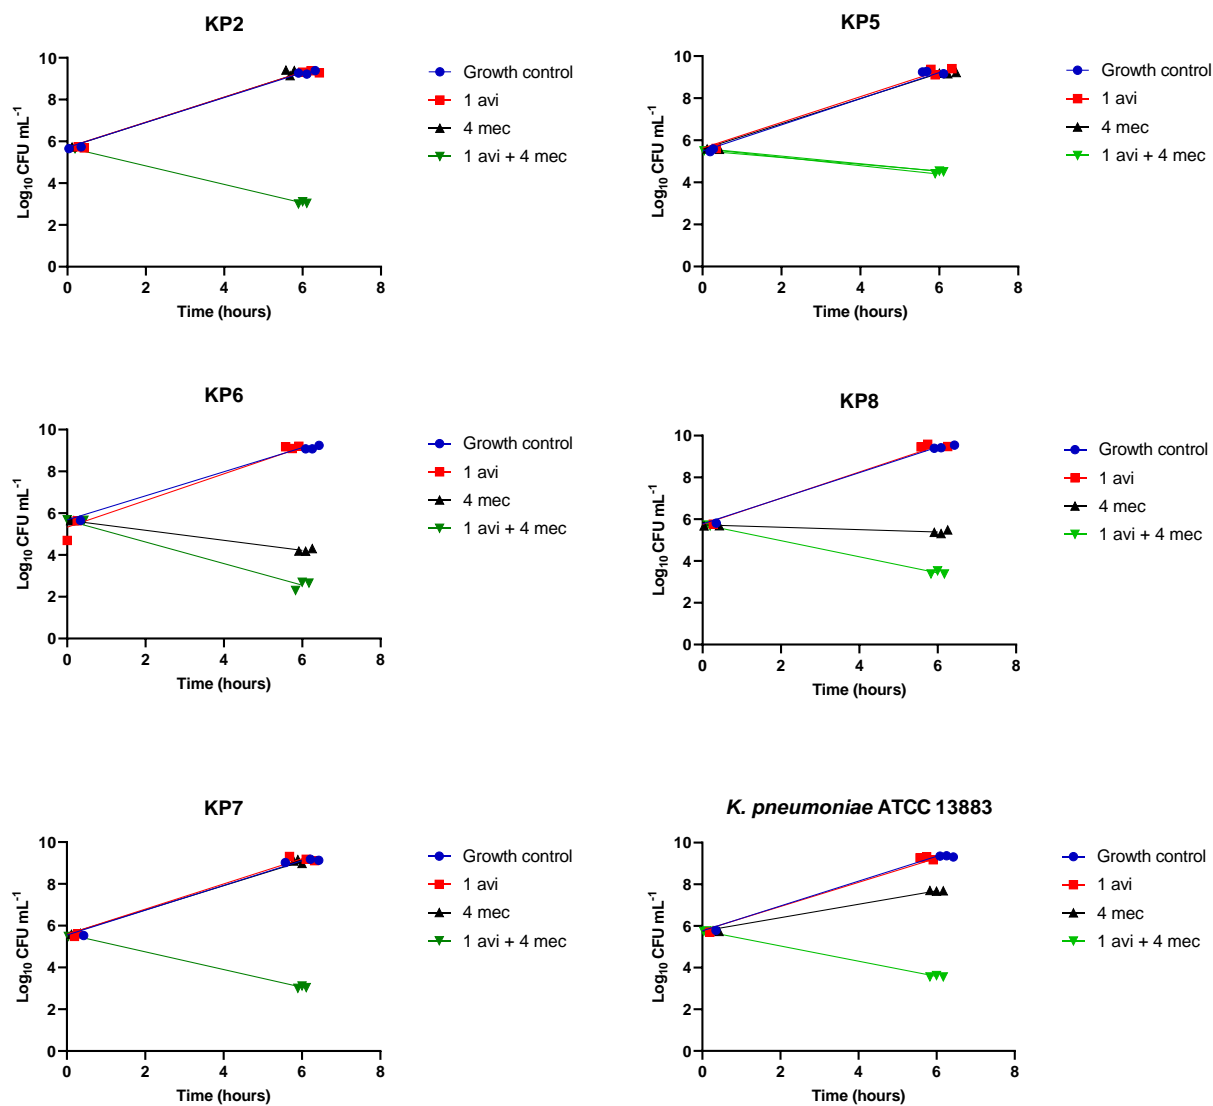 KP2
10
8
6
4
2
0
Log₁₀ CFU mL⁻¹
0 2 4 6 8
Time (hours)
Growth control
1 avi
4 mec
1 avi + 4 mec
KP5
10
8
6
4
2
0
Log₁₀ CFU mL⁻¹
0 2 4 6 8
Time (hours)
Growth control
1 avi
4 mec
1 avi + 4 mec
KP6
10
8
6
4
2
0
Log₁₀ CFU mL⁻¹
0 2 4 6 8
Time (hours)
Growth control
1 avi
4 mec
1 avi + 4 mec
KP8
10
8
6
4
2
0
Log₁₀ CFU mL⁻¹
0 2 4 6 8
Time (hours)
Growth control
1 avi
4 mec
1 avi + 4 mec
KP7
10
8
6
4
2
0
Log₁₀ CFU mL⁻¹
0 2 4 6 8
Time (hours)
Growth control
1 avi
4 mec
1 avi + 4 mec
K. pneumoniae ATCC 13883
10
8
6
4
2
0
Log₁₀ CFU mL⁻¹
0 2 4 6 8
Time (hours)
Growth control
1 avi
4 mec
1 avi + 4 mec